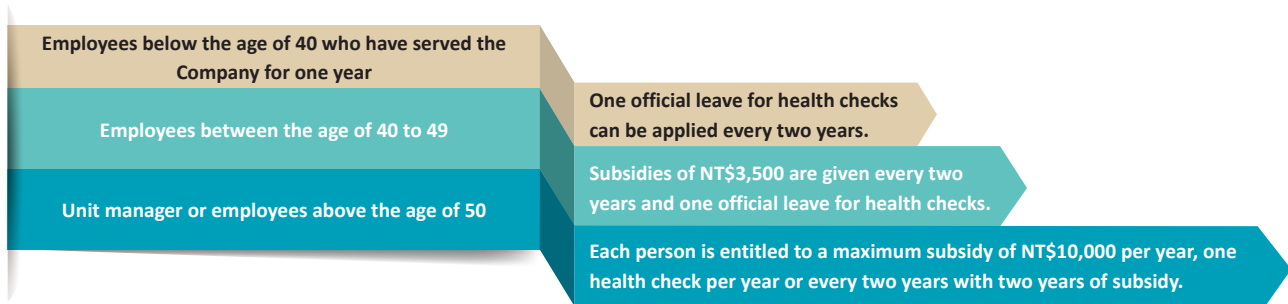 Employees below the age of 40 who have served the
Company for one year
One official leave for health checks
can be applied every two years.
Employees between the age of 40 to 49
Subsidies of NT$3,500 are given every two
years and one official leave for health checks.
Unit manager or employees above the age of 50
Each person is entitled to a maximum subsidy of NT$10,000 per year, one
health check per year or every two years with two years of subsidy.